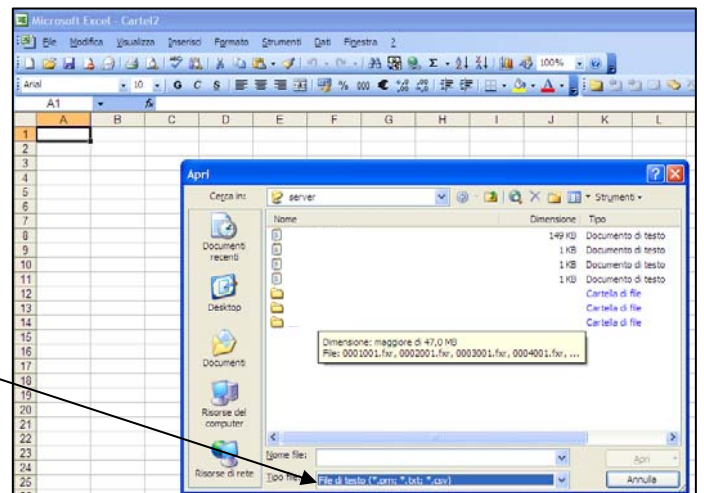 Microsoft Excel - Cartel2
File Modifica Visualizza Inserisci Formato Strumenti Dati Finestra ?
100%
Arial 10 G C S % 000 €
A1 fx
A B C D E F G H I J K L
1
2
3
4
5
6
7
8
9
10
11
12
13
14
15
16
17
18
19
20
21
22
23
24
25
Apri
Cerca in: server Strumenti
Nome Dimensione Tipo
149 KB Documento di testo
1 KB Documento di testo
1 KB Documento di testo
1 KB Documento di testo
Cartella di file
Cartella di file
Cartella di file
Documenti recenti
Desktop
Documenti
Risorse del computer
Risorse di rete
Dimensione: maggiore di 47,0 MB
File: 0001001.fxr, 0002001.fxr, 0003001.fxr, 0004001.fxr, ...
Nome file: Apri
Tipo file: File di testo (*.prn; *.txt; *.csv) Annulla